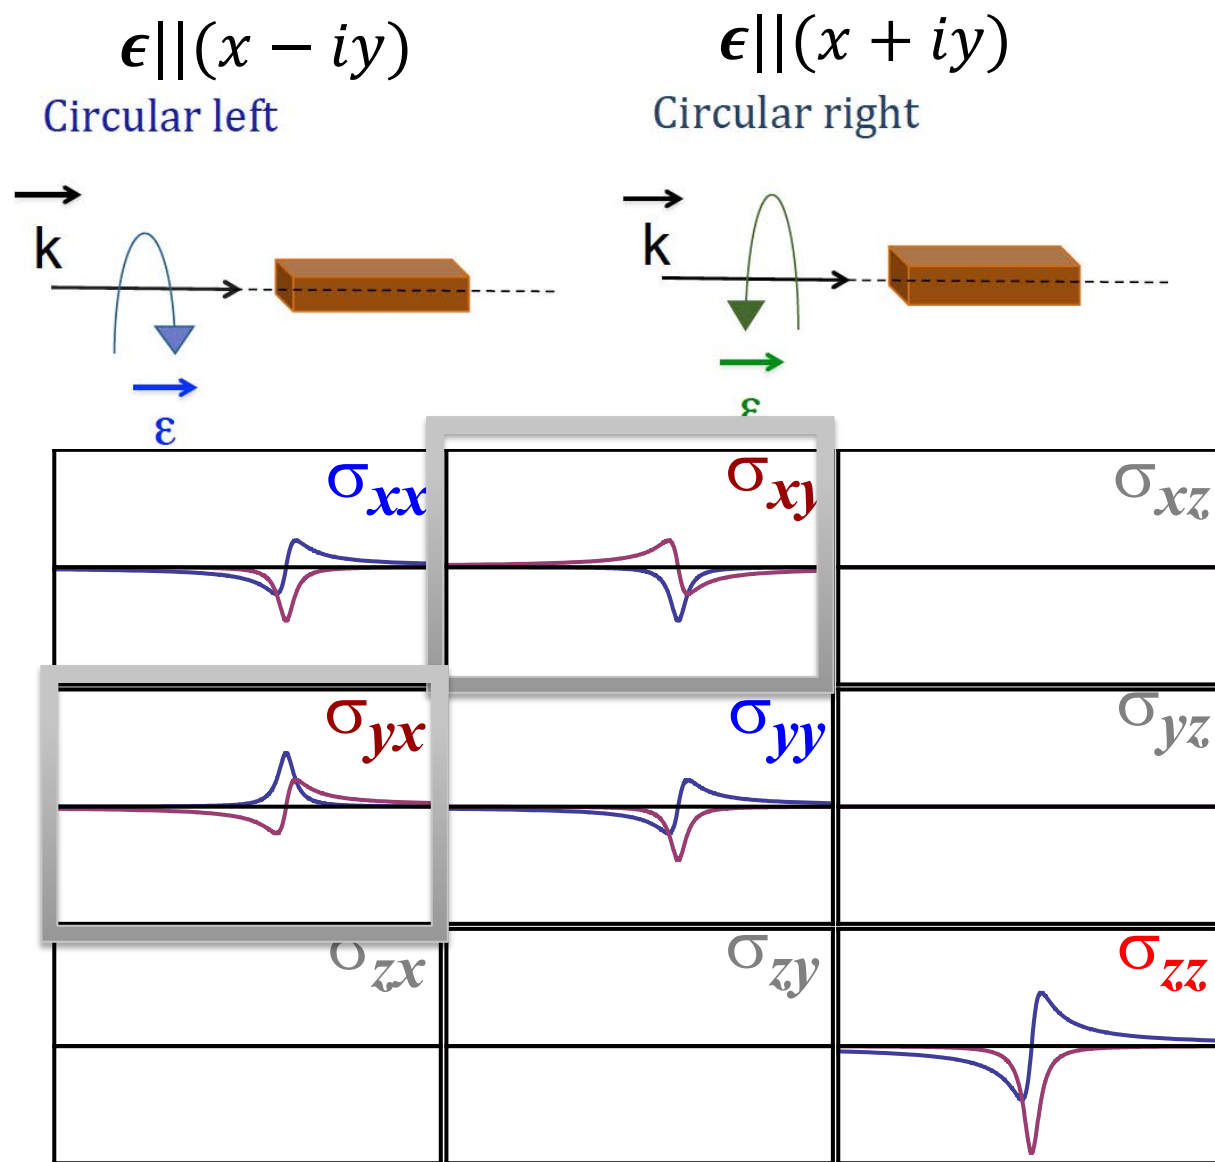 ϵ||(x − iy)
ϵ||(x + iy)
Circular left
Circular right
k
k
ε
ε
σxx
σxy
σxz
σyx
σyy
σyz
σzx
σzy
σzz